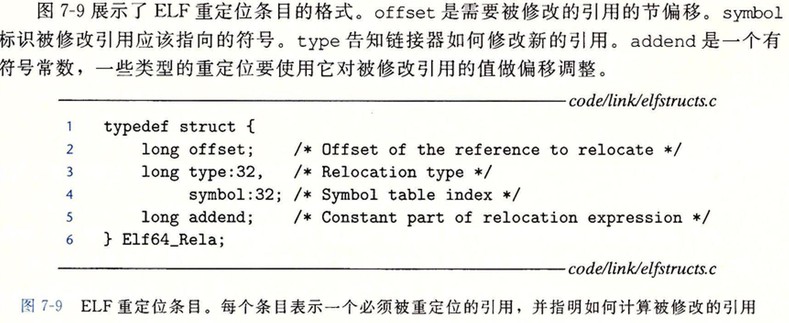 图 7-9 展示了 ELF 重定位条目的格式。offset 是需要被修改的引用的节偏移。symbol
标识被修改引用应该指向的符号。type 告知链接器如何修改新的引用。addend 是一个有
符号常数，一些类型的重定位要使用它对被修改引用的值做偏移调整。
code/link/elfstructs.c
1 typedef struct {
2 long offset; /* Offset of the reference to relocate */
3 long type:32, /* Relocation type */
4 symbol:32; /* Symbol table index */
5 long addend; /* Constant part of relocation expression */
6 } Elf64_Rela;
code/link/elfstructs.c
图 7-9 ELF 重定位条目。每个条目表示一个必须被重定位的引用，并指明如何计算被修改的引用